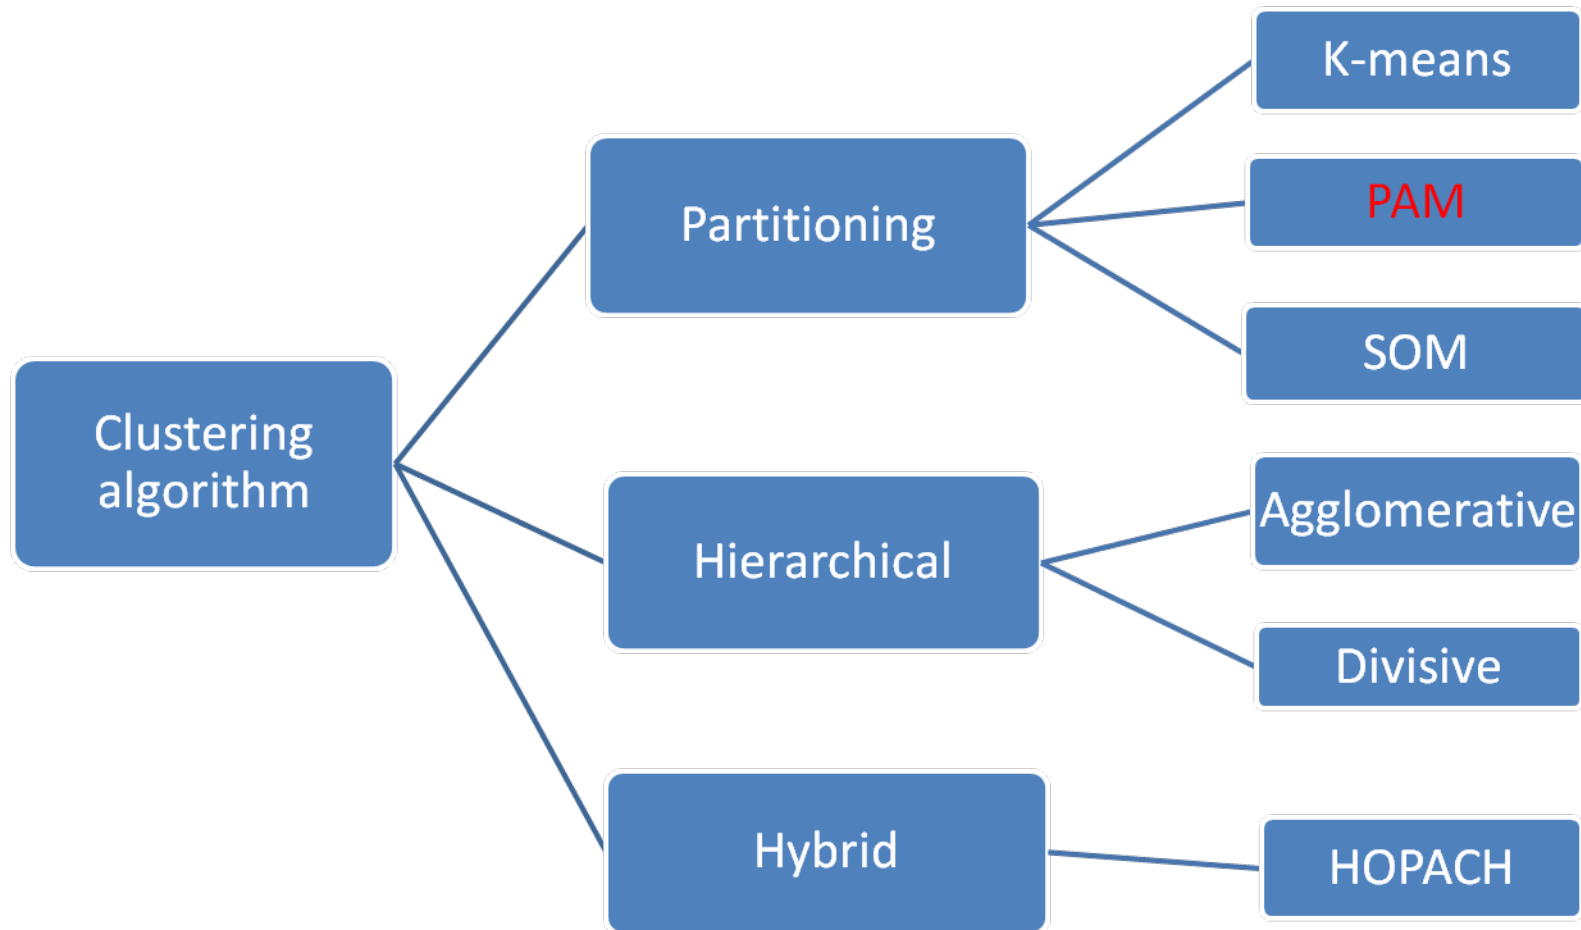 Clustering
algorithm
Partitioning
K-means
PAM
SOM
Hierarchical
Agglomerative
Divisive
Hybrid
HOPACH